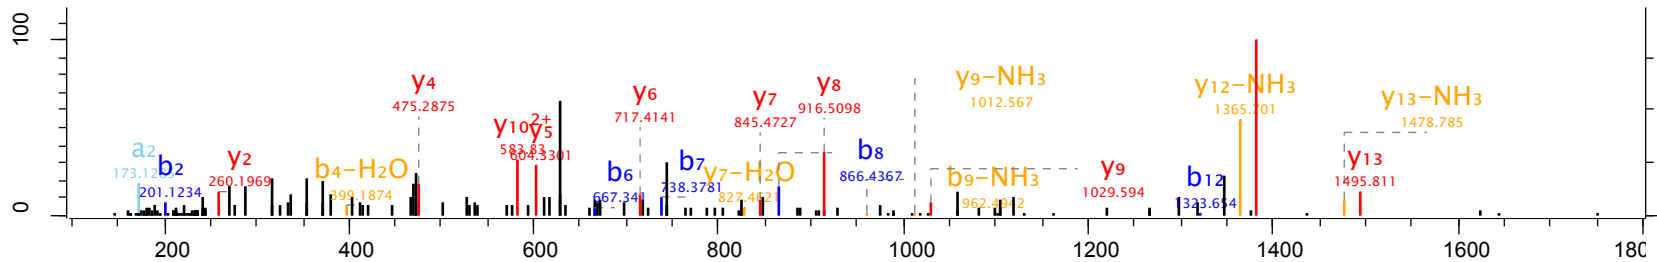 100
0
a₂
173.1285
b₂
201.1234
y₂
260.1969
b₄-H₂O
399.1874
y₄
475.2875
y₁₀²⁺
583.83
y₅
604.3301
b₆
667.341
y₆
717.4141
b₇
738.3781
y₇-H₂O
827.4621
y₇
845.4727
y₈
916.5098
b₈
866.4367
b₉-NH₃
962.4942
y₉-NH₃
1012.567
y₉
1029.594
b₁₂
1323.654
y₁₂-NH₃
1365.701
y₁₃-NH₃
1478.785
y₁₃
1495.811
200
400
600
800
1000
1200
1400
1600